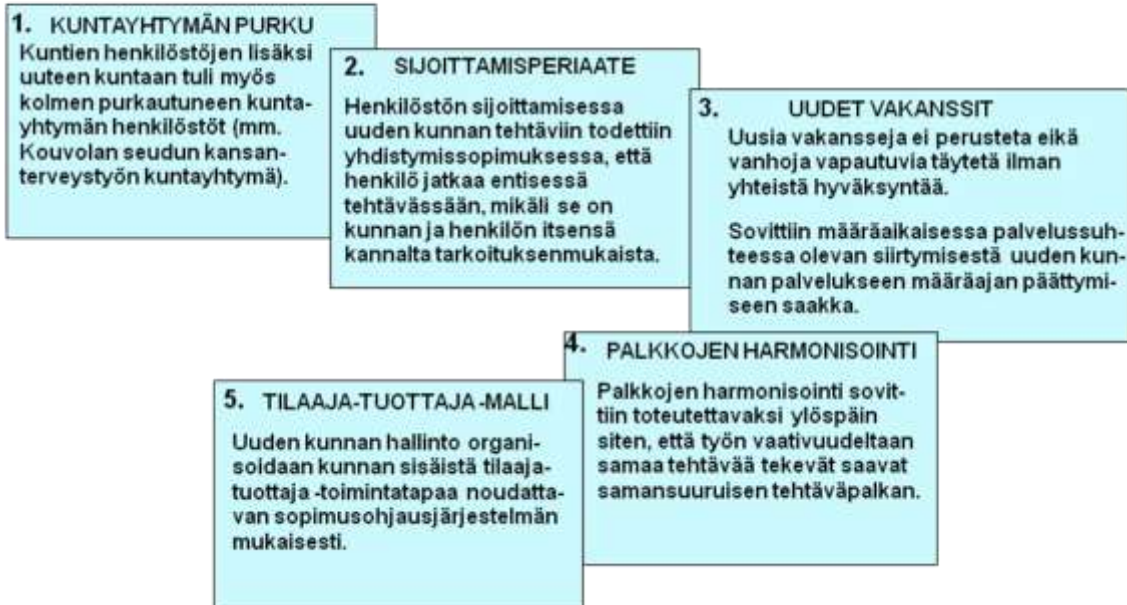 1. KUNTAYHTYMÄN PURKU
Kuntien henkilöstöjen lisäksi
uuteen kuntaan tuli myös
kolmen purkautuneen kunta-
yhtymän henkilöstöt (mm.
Kouvolan seudun kansan-
terveystyön kuntayhtymä).
2. SIJOITTAMISPERIAATE
Henkilöstön sijoittamisessa
uuden kunnan tehtäviin todettiin
yhdistymissopimuksessa, että
henkilö jatkaa entisessä
tehtävässään, mikäli se on
kunnan ja henkilön itsensä
kannalta tarkoituksenmukaista.
3. UUDET VAKANSSIT
Uusia vakansseja ei perusteta eikä
vanhoja vapautuvia täytetä ilman
yhteistä hyväksyntää.
Sovittiin määräaikaisessa palvelussuh-
teessa olevan siirtymisestä uuden kun-
nan palvelukseen määräajan päättymi-
seen saakka.
4. PALKKOJEN HARMONISOINTI
Palkkojen harmonisointi sovit-
tiin toteutettavaksi ylöspäin
siten, että työn vaativuudeltaan
samaa tehtävää tekevät saavat
samansuuruisen tehtäväpalkan.
5. TILAAJA-TUOTTAJA -MALLI
Uuden kunnan hallinto organi-
soidaan kunnan sisäistä tilaaja-
tuottaja -toimintatapaa noudatta-
van sopimusohjausjärjestelmän
mukaisesti.